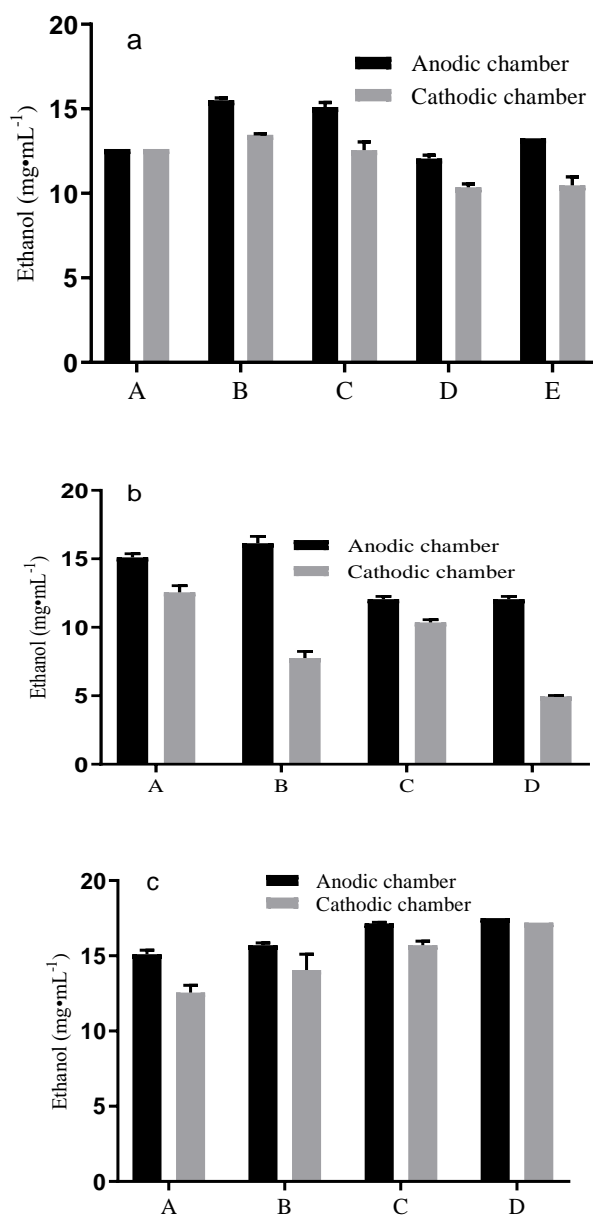 a
20
15
10
5
0
Ethanol (mg•mL⁻¹)
Anodic chamber
Cathodic chamber
A B C D E
b
20
15
10
5
0
Ethanol (mg•mL⁻¹)
Anodic chamber
Cathodic chamber
A B C D
c
20
15
10
5
0
Ethanol (mg•mL⁻¹)
Anodic chamber
Cathodic chamber
A B C D